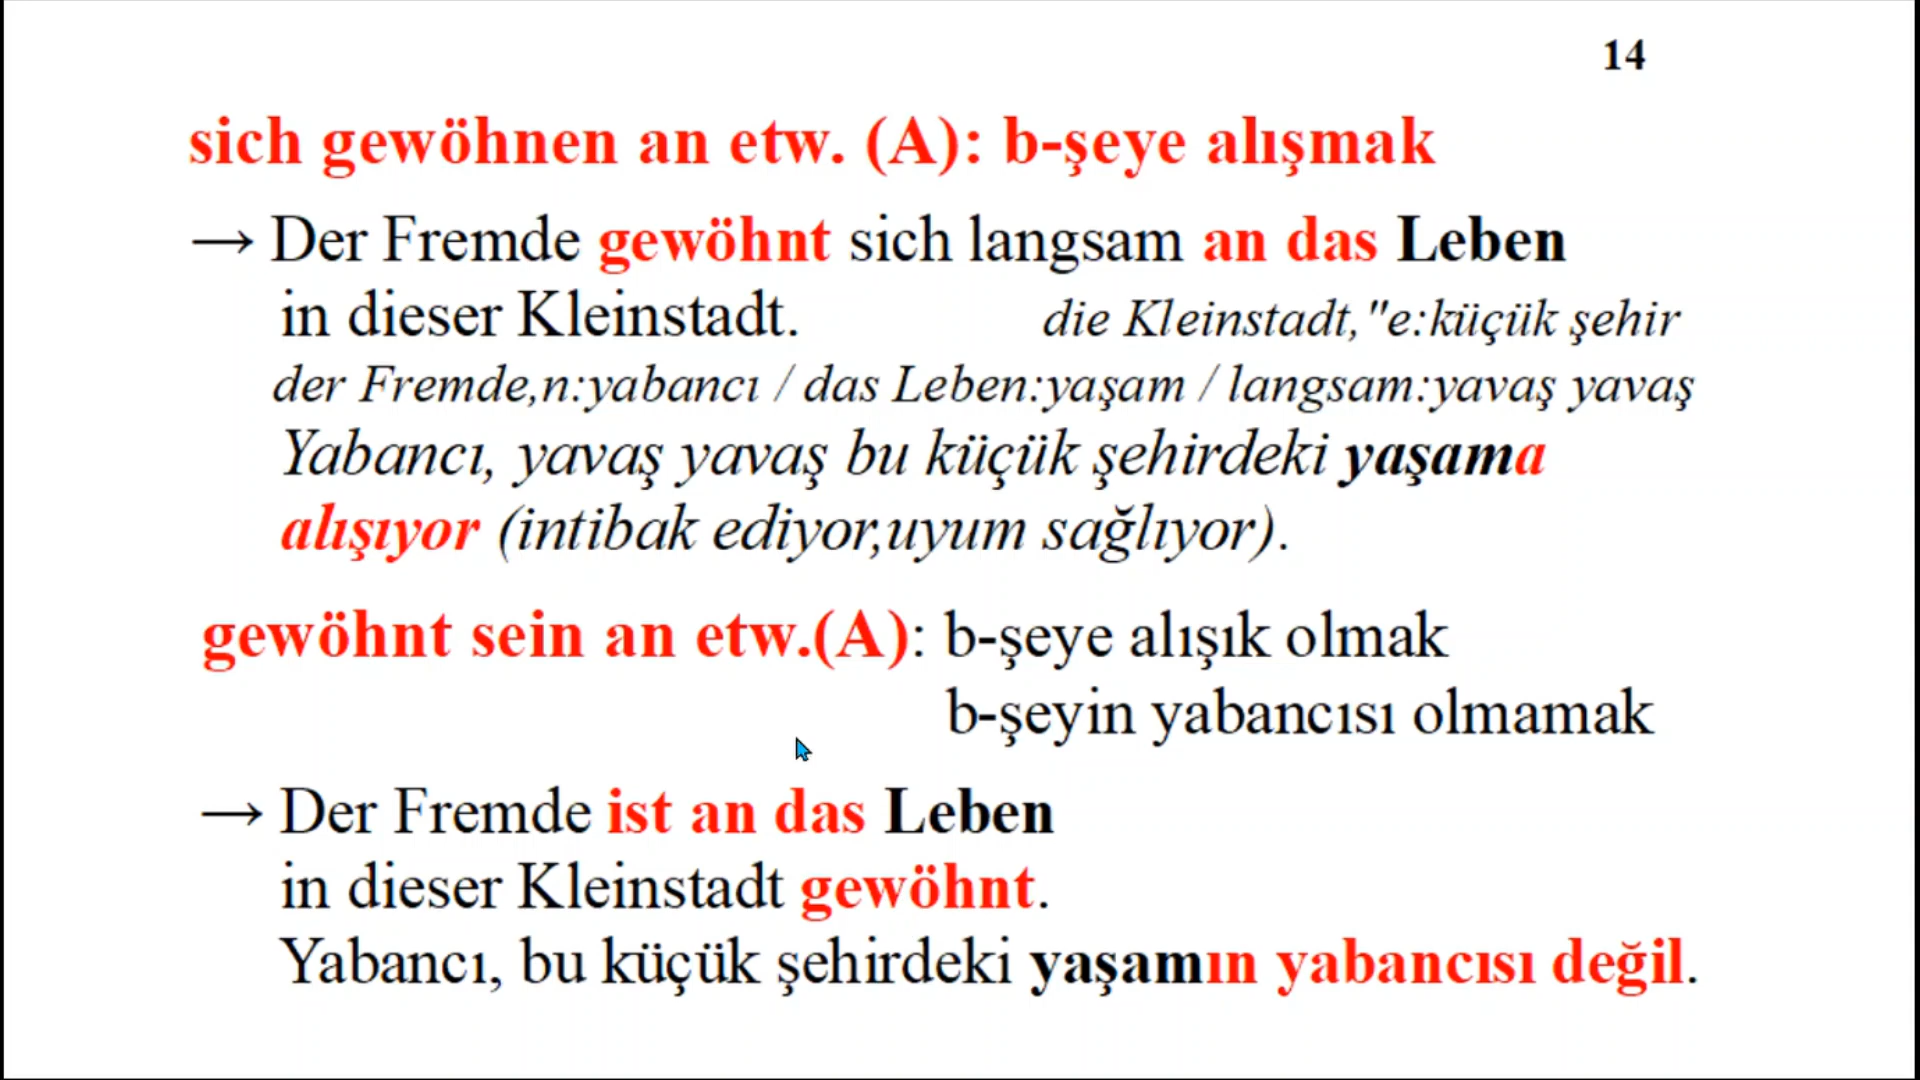 14
sich gewöhnen an etw. (A): b-şeye alışmak
→ Der Fremde gewöhnt sich langsam an das Leben
in dieser Kleinstadt. die Kleinstadt,"e:küçük şehir
der Fremde,n:yabancı / das Leben:yaşam / langsam:yavaş yavaş
Yabancı, yavaş yavaş bu küçük şehirdeki yaşama
alışıyor (intibak ediyor,uyum sağlıyor).
gewöhnt sein an etw.(A): b-şeye alışık olmak
b-şeyin yabancısı olmamak
→ Der Fremde ist an das Leben
in dieser Kleinstadt gewöhnt.
Yabancı, bu küçük şehirdeki yaşamın yabancısı değil.